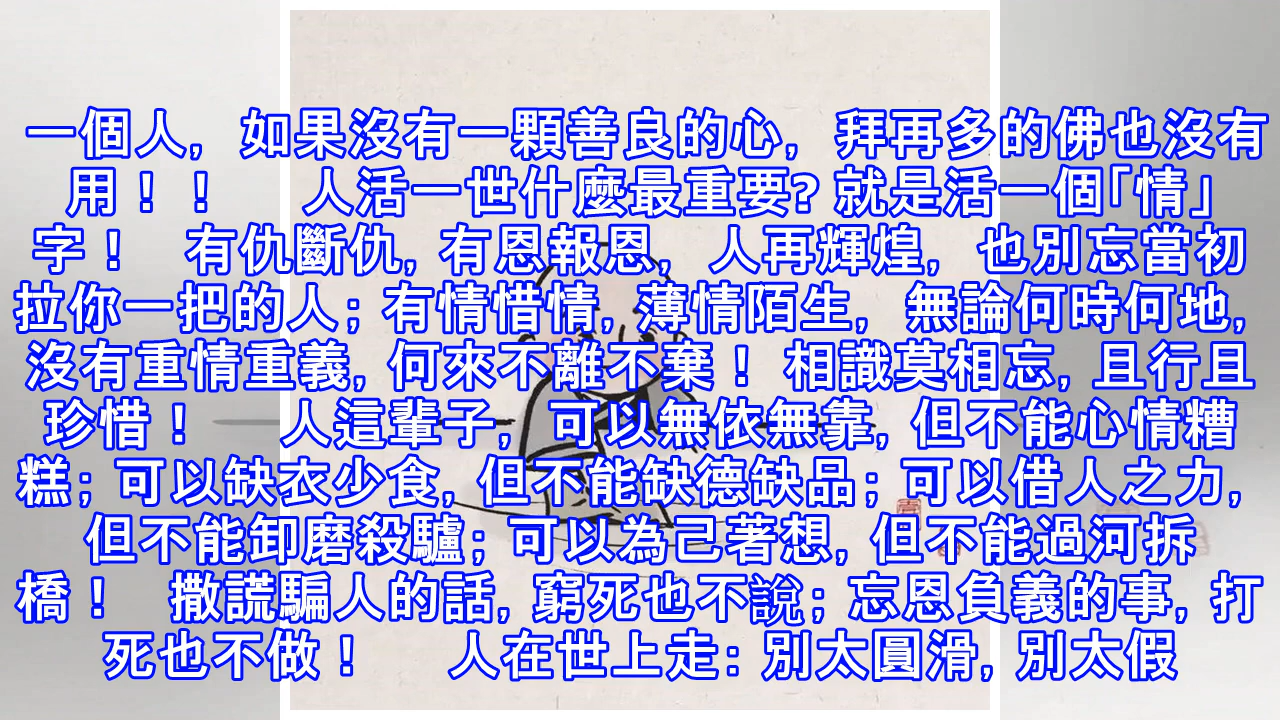 一個人, 如果沒有一顆善良的心, 拜再多的佛也沒有
用！！ 人活一世什麼最重要? 就是活一個「情」
字！ 有仇斷仇, 有恩報恩, 人再輝煌, 也別忘當初
拉你一把的人; 有情惜情, 薄情陌生, 無論何時何地,
沒有重情重義, 何來不離不棄！ 相識莫相忘, 且行且
珍惜！ 人這輩子, 可以無依無靠, 但不能心情糟
糕; 可以缺衣少食, 但不能缺德缺品; 可以借人之力,
但不能卸磨殺驢; 可以為己著想, 但不能過河拆
橋！ 撒謊騙人的話, 窮死也不說; 忘恩負義的事, 打
死也不做！ 人在世上走: 別太圓滑, 別太假